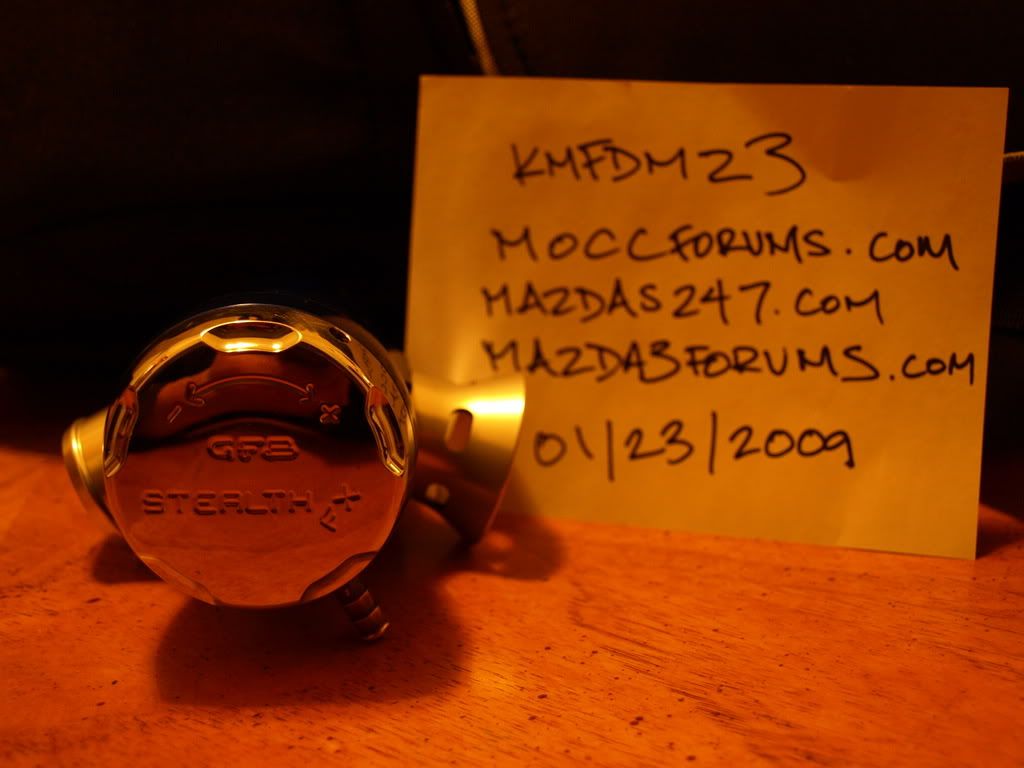 KMFDM23
MOCCFORUMS.COM
MAZDAS247.COM
MAZDA3FORUMS.COM
01/23/2009
- +
GFB
STEALTH